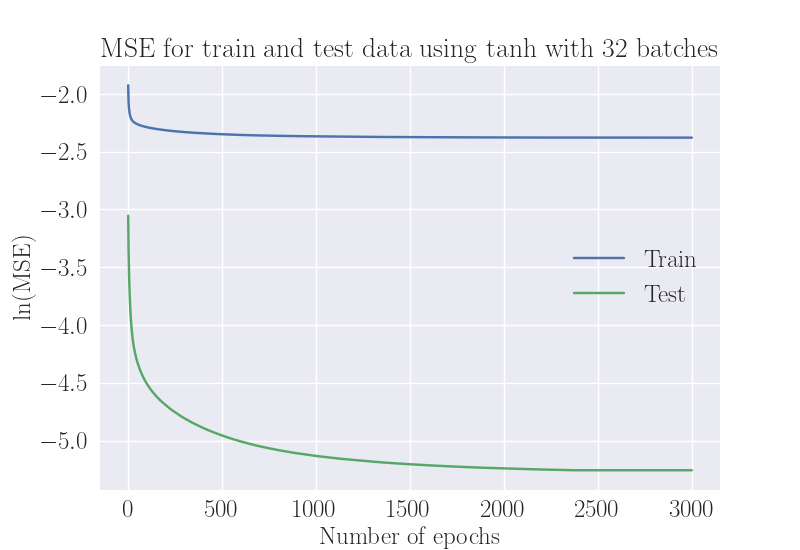 MSE for train and test data using tanh with 32 batches
−2.0
−2.5
−3.0
−3.5
−4.0
−4.5
−5.0
ln(MSE)
Train
Test
0 500 1000 1500 2000 2500 3000
Number of epochs